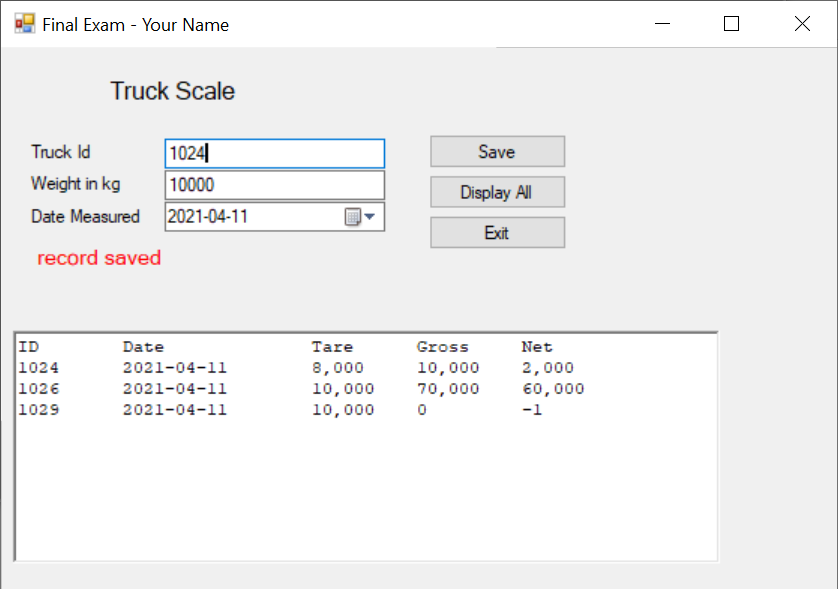 Final Exam - Your Name
Truck Scale
Truck Id 1024 Save
Weight in kg 10000 Display All
Date Measured 2021-04-11 Exit
record saved
ID Date Tare Gross Net
1024 2021-04-11 8,000 10,000 2,000
1026 2021-04-11 10,000 70,000 60,000
1029 2021-04-11 10,000 0 -1